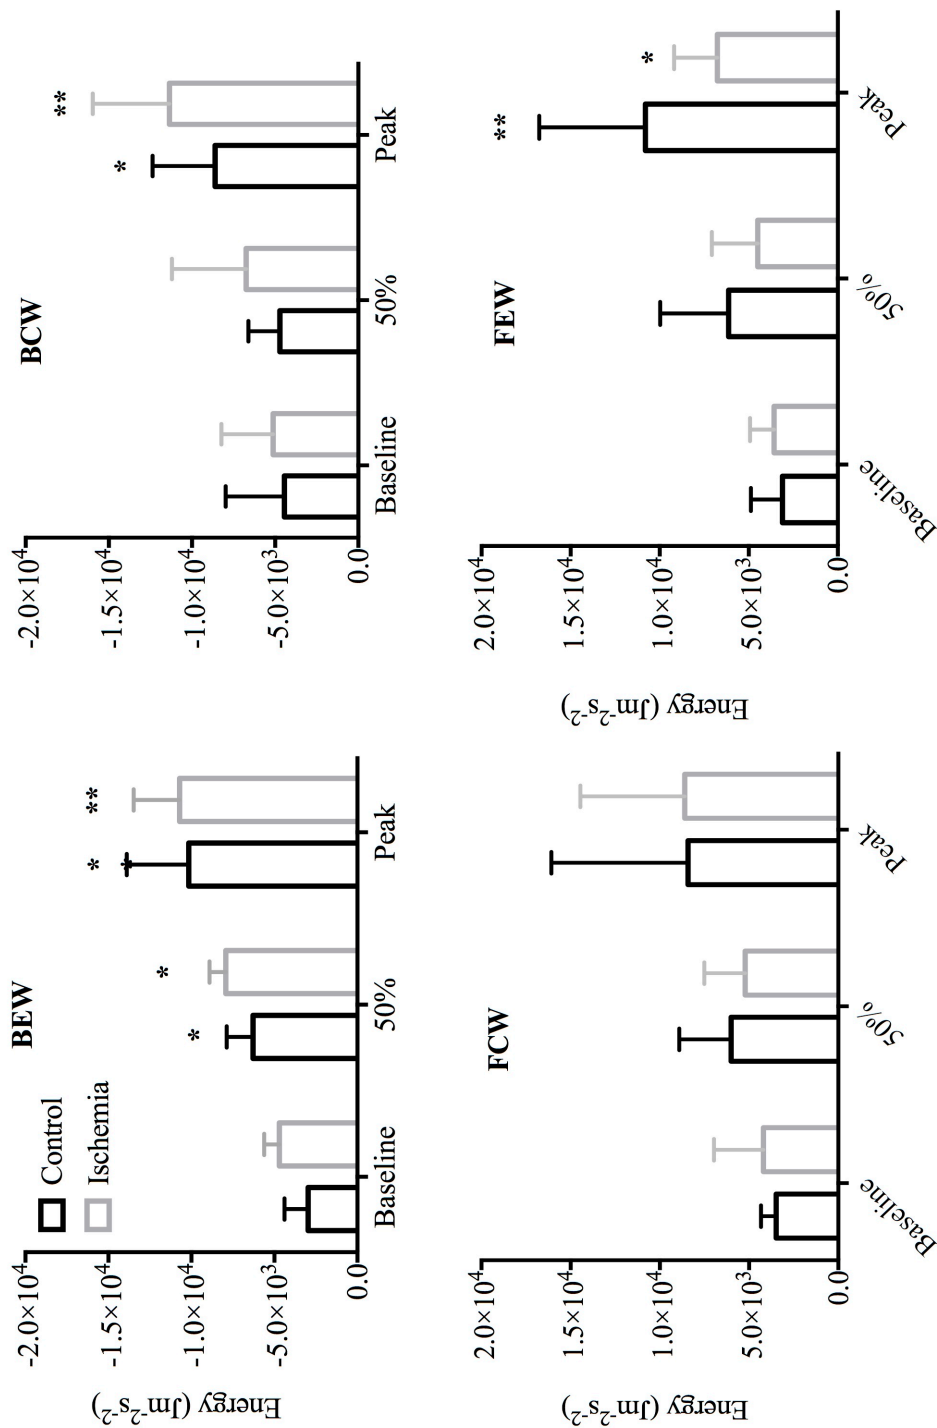 BEW
Control
Ischemia
Energy (Jm⁻²s⁻²)
-2.0×10⁴
-1.5×10⁴
-1.0×10⁴
-5.0×10³
0.0
*
*
*
**
Baseline
50%
Peak
BCW
-2.0×10⁴
-1.5×10⁴
-1.0×10⁴
-5.0×10³
0.0
*
**
Baseline
50%
Peak
FCW
Energy (Jm⁻²s⁻²)
2.0×10⁴
1.5×10⁴
1.0×10⁴
5.0×10³
0.0
Baseline
50%
Peak
FEW
Energy (Jm⁻²s⁻²)
2.0×10⁴
1.5×10⁴
1.0×10⁴
5.0×10³
0.0
**
*
Baseline
50%
Peak